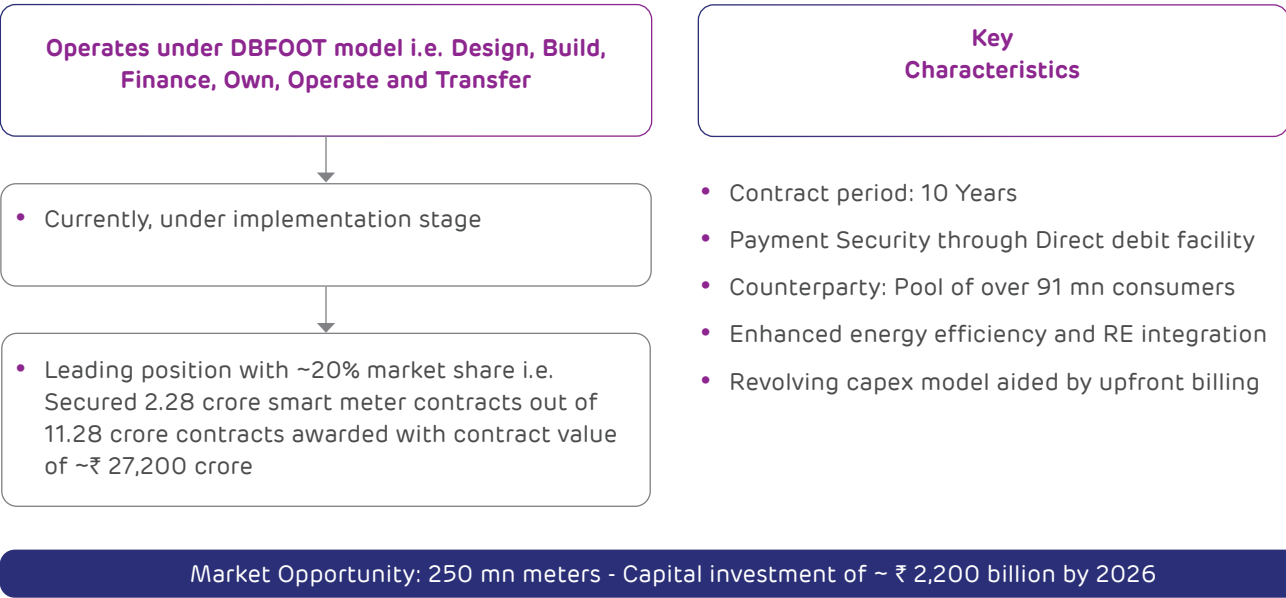 Operates under DBFOOT model i.e. Design, Build,
Finance, Own, Operate and Transfer
• Currently, under implementation stage
• Leading position with ~20% market share i.e.
Secured 2.28 crore smart meter contracts out of
11.28 crore contracts awarded with contract value
of ~₹ 27,200 crore
Key
Characteristics
• Contract period: 10 Years
• Payment Security through Direct debit facility
• Counterparty: Pool of over 91 mn consumers
• Enhanced energy efficiency and RE integration
• Revolving capex model aided by upfront billing
Market Opportunity: 250 mn meters - Capital investment of ~ ₹ 2,200 billion by 2026